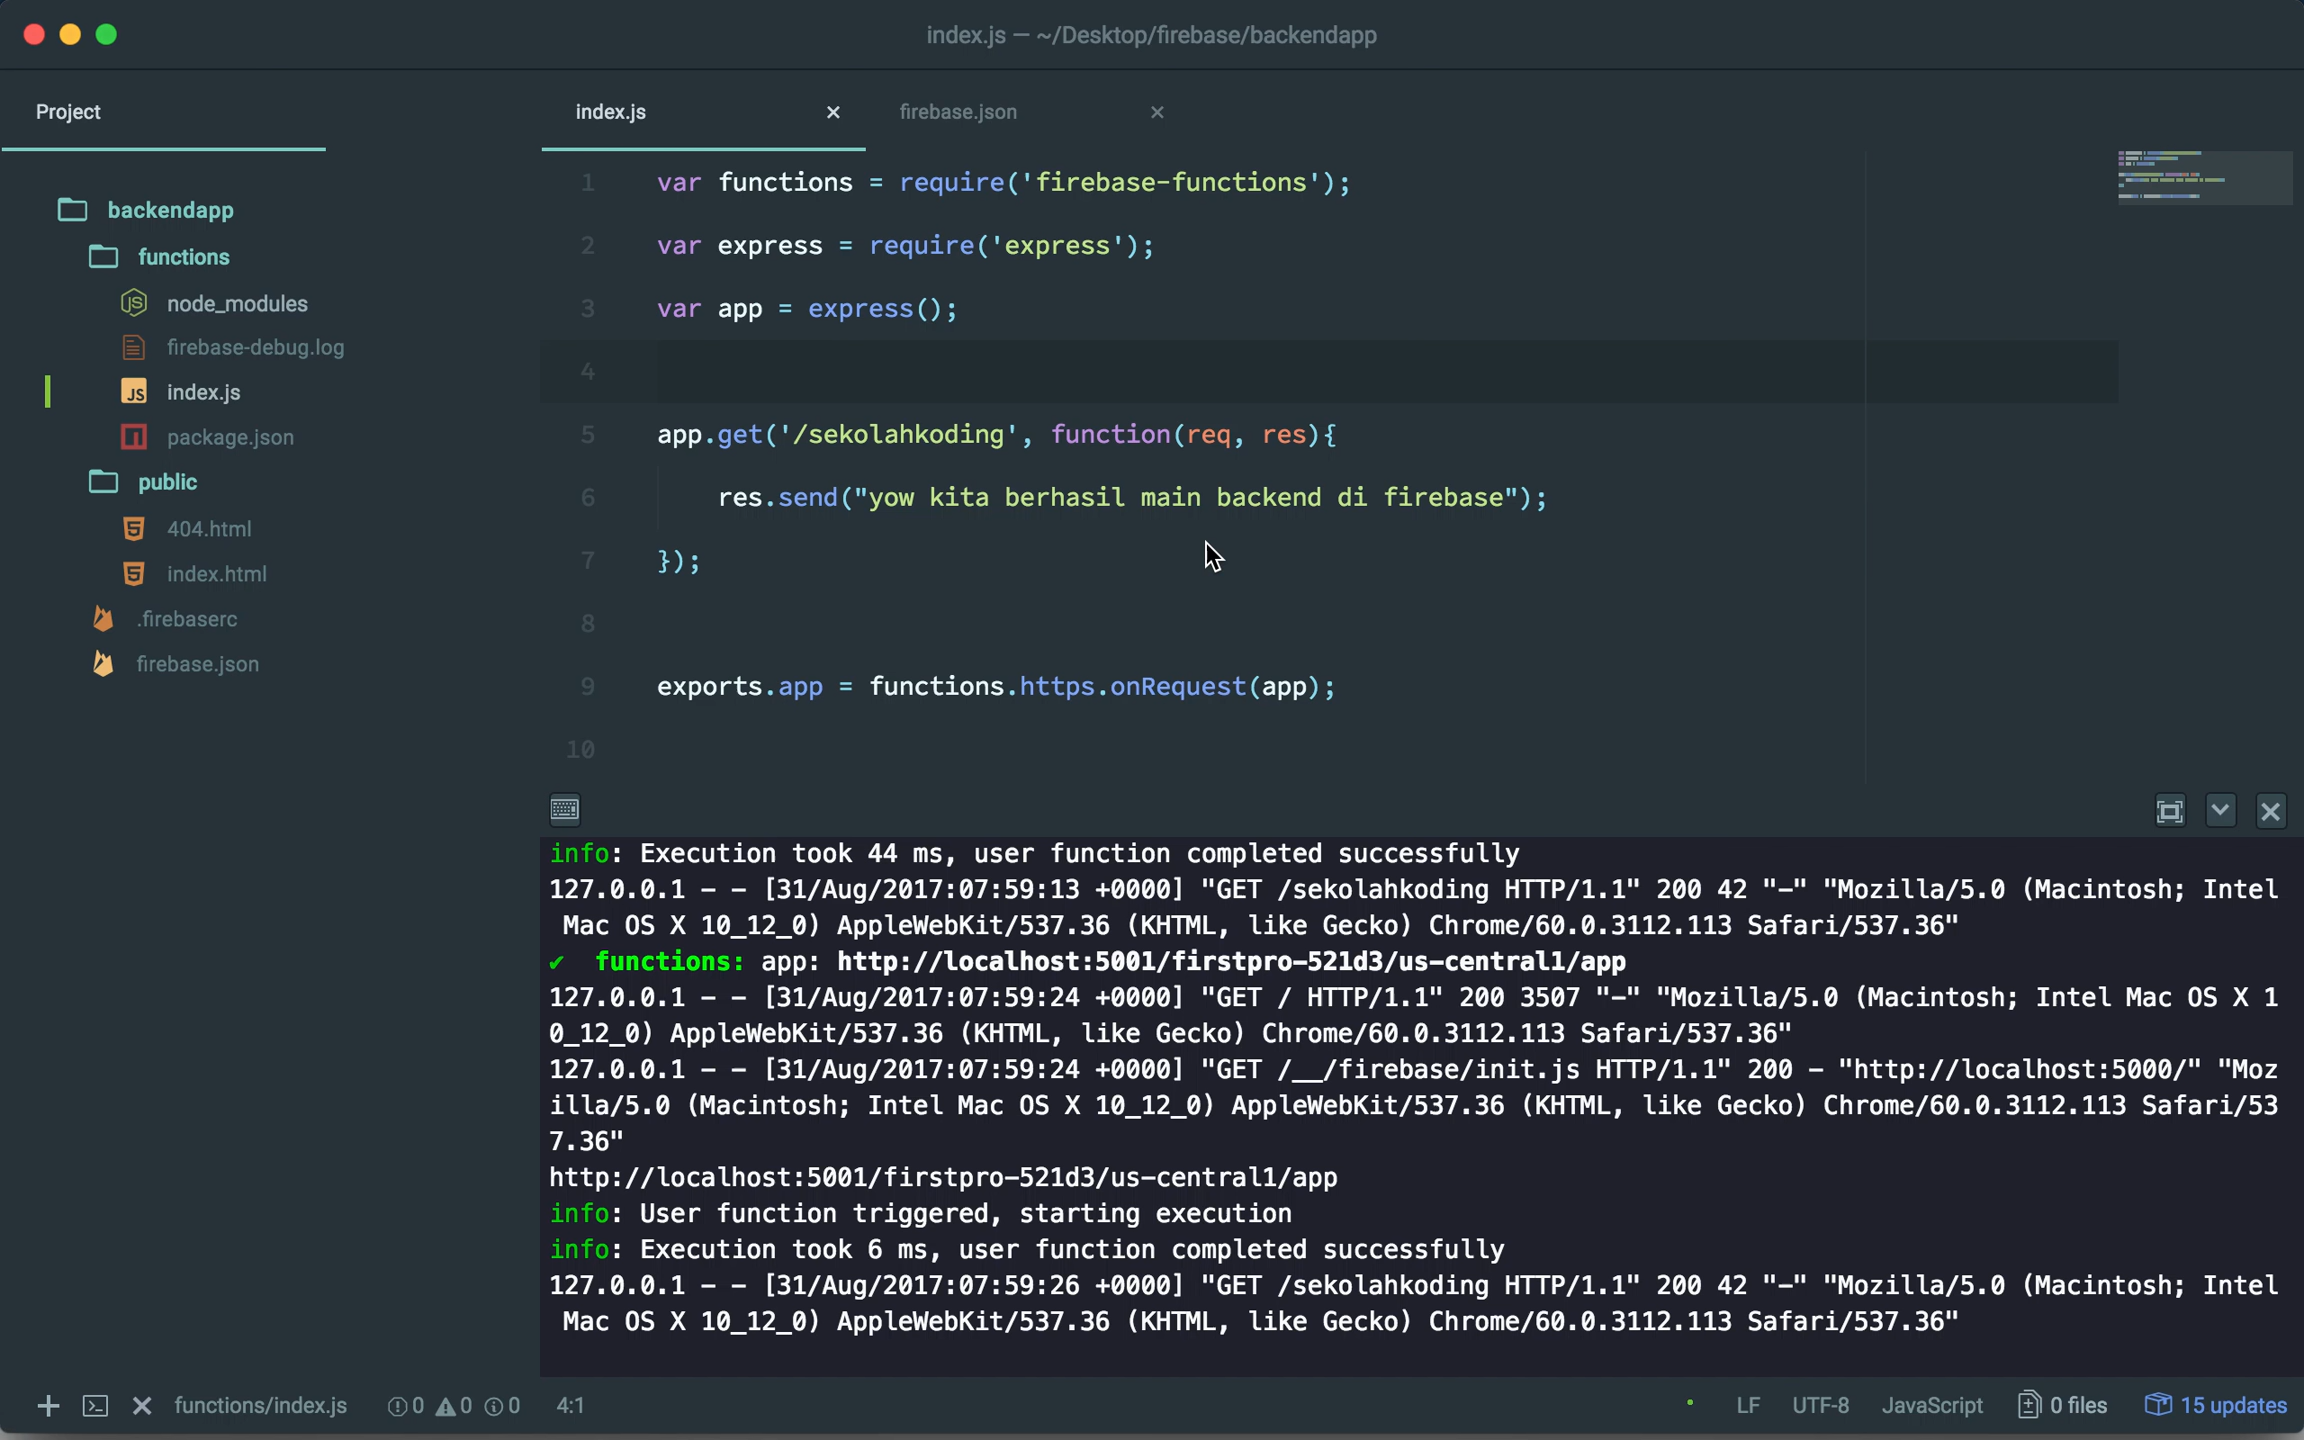 index.js — ~/Desktop/firebase/backendapp
Project
index.js
firebase.json
backendapp
functions
node_modules
firebase-debug.log
index.js
package.json
public
404.html
index.html
.firebaserc
firebase.json
1 var functions = require('firebase-functions');
2 var express = require('express');
3 var app = express();
4
5 app.get('/sekolahkoding', function(req, res){
6 res.send("yow kita berhasil main backend di firebase");
7 });
8
9 exports.app = functions.https.onRequest(app);
10
info: Execution took 44 ms, user function completed successfully
127.0.0.1 - - [31/Aug/2017:07:59:13 +0000] "GET /sekolahkoding HTTP/1.1" 200 42 "-" "Mozilla/5.0 (Macintosh; Intel
Mac OS X 10_12_0) AppleWebKit/537.36 (KHTML, like Gecko) Chrome/60.0.3112.113 Safari/537.36"
✔ functions: app: http://localhost:5001/firstpro-521d3/us-central1/app
127.0.0.1 - - [31/Aug/2017:07:59:24 +0000] "GET / HTTP/1.1" 200 3507 "-" "Mozilla/5.0 (Macintosh; Intel Mac OS X 1
0_12_0) AppleWebKit/537.36 (KHTML, like Gecko) Chrome/60.0.3112.113 Safari/537.36"
127.0.0.1 - - [31/Aug/2017:07:59:24 +0000] "GET /__/firebase/init.js HTTP/1.1" 200 - "http://localhost:5000/" "Moz
illa/5.0 (Macintosh; Intel Mac OS X 10_12_0) AppleWebKit/537.36 (KHTML, like Gecko) Chrome/60.0.3112.113 Safari/53
7.36"
http://localhost:5001/firstpro-521d3/us-central1/app
info: User function triggered, starting execution
info: Execution took 6 ms, user function completed successfully
127.0.0.1 - - [31/Aug/2017:07:59:26 +0000] "GET /sekolahkoding HTTP/1.1" 200 42 "-" "Mozilla/5.0 (Macintosh; Intel
Mac OS X 10_12_0) AppleWebKit/537.36 (KHTML, like Gecko) Chrome/60.0.3112.113 Safari/537.36"
functions/index.js 0 0 0 4:1 LF UTF-8 JavaScript 0 files 15 updates